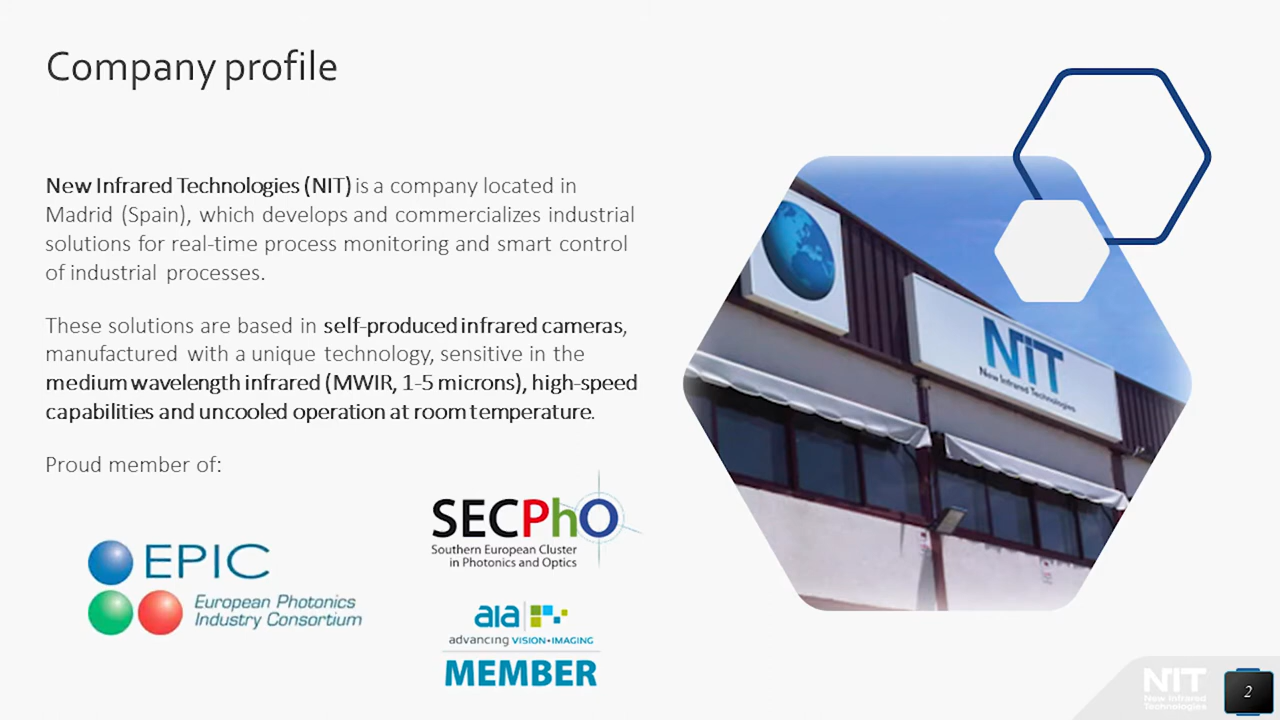 Company profile
New Infrared Technologies (NIT) is a company located in
Madrid (Spain), which develops and commercializes industrial
solutions for real-time process monitoring and smart control
of industrial processes.
These solutions are based in self-produced infrared cameras,
manufactured with a unique technology, sensitive in the
medium wavelength infrared (MWIR, 1-5 microns), high-speed
capabilities and uncooled operation at room temperature.
Proud member of:
SECPhO
Southern European Cluster
in Photonics and Optics
EPIC
European Photonics
Industry Consortium
aia
advancing VISION+IMAGING
MEMBER
NIT
New Infrared Technologies
NIT
New Infrared
Technologies
2